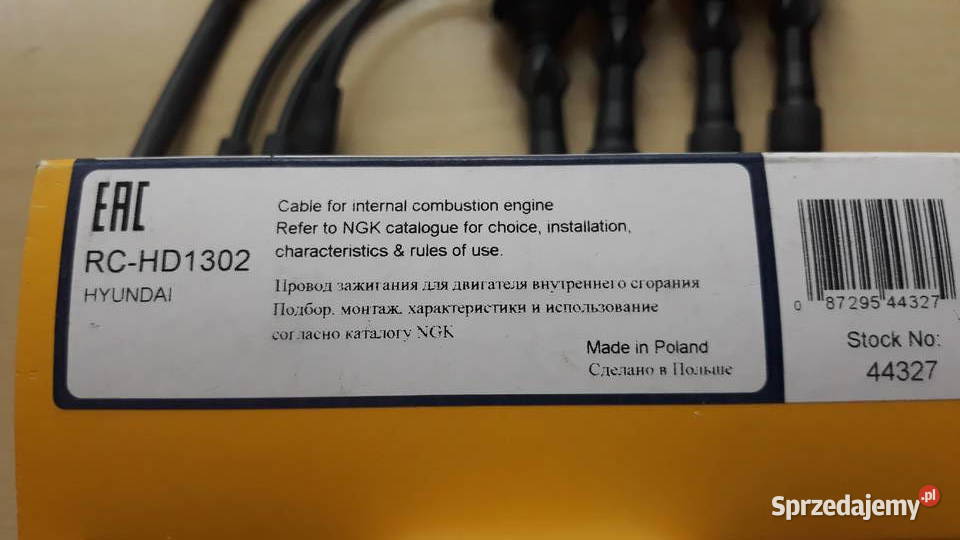 EAC
RC-HD1302
HYUNDAI
Cable for internal combustion engine
Refer to NGK catalogue for choice, installation,
characteristics & rules of use.
Провод зажигания для двигателя внутреннего сгорания
Подбор, монтаж, характеристики и использование
согласно каталогу NGK
Made in Poland
Сделано в Польше
0 87295 44327
Stock No:
44327
Sprzedajemy.pl